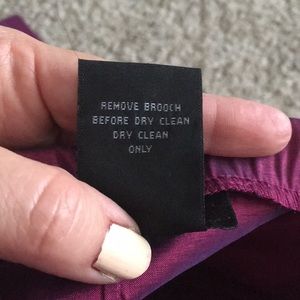 REMOVE BROOCH
BEFORE DRY CLEAN
DRY CLEAN
ONLY